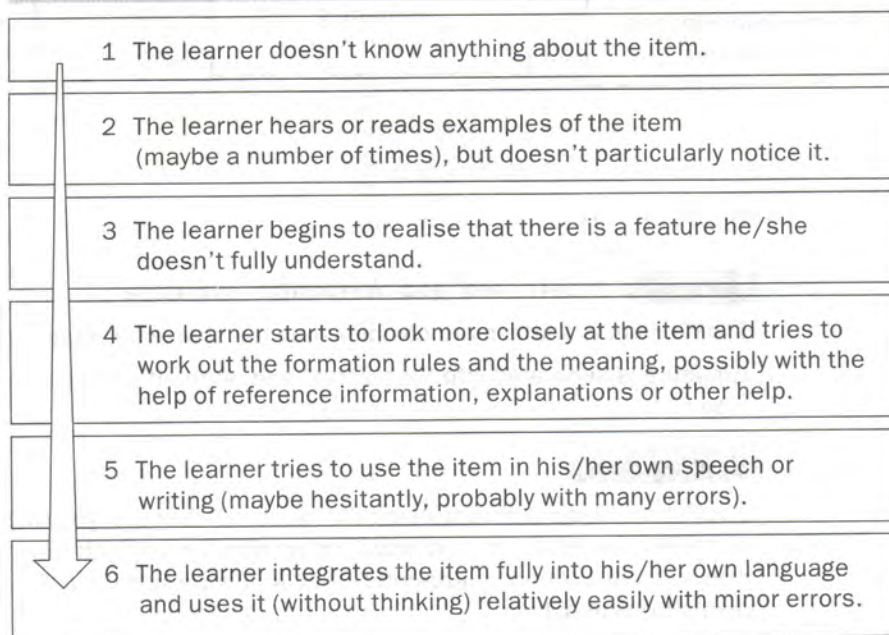 1 The learner doesn't know anything about the item.
2 The learner hears or reads examples of the item
(maybe a number of times), but doesn't particularly notice it.
3 The learner begins to realise that there is a feature he/she
doesn't fully understand.
4 The learner starts to look more closely at the item and tries to
work out the formation rules and the meaning, possibly with the
help of reference information, explanations or other help.
5 The learner tries to use the item in his/her own speech or
writing (maybe hesitantly, probably with many errors).
6 The learner integrates the item fully into his/her own language
and uses it (without thinking) relatively easily with minor errors.